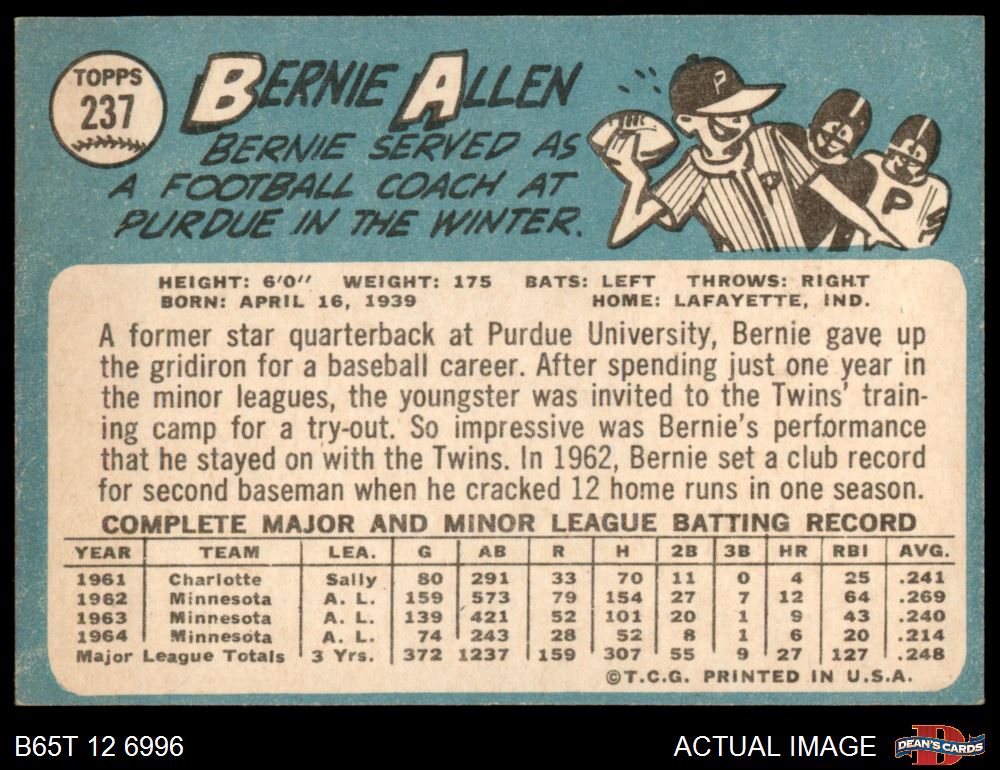 TOPPS
237
BERNIE ALLEN
BERNIE SERVED AS
A FOOTBALL COACH AT
PURDUE IN THE WINTER.
P
P
P
HEIGHT: 6'0" WEIGHT: 175 BATS: LEFT THROWS: RIGHT
BORN: APRIL 16, 1939 HOME: LAFAYETTE, IND.
A former star quarterback at Purdue University, Bernie gave up
the gridiron for a baseball career. After spending just one year in
the minor leagues, the youngster was invited to the Twins' train-
ing camp for a try-out. So impressive was Bernie's performance
that he stayed on with the Twins. In 1962, Bernie set a club record
for second baseman when he cracked 12 home runs in one season.
COMPLETE MAJOR AND MINOR LEAGUE BATTING RECORD
YEAR TEAM LEA. G AB R H 2B 3B HR RBI AVG.
1961 Charlotte Sally 80 291 33 70 11 0 4 25 .241
1962 Minnesota A. L. 159 573 79 154 27 7 12 64 .269
1963 Minnesota A. L. 139 421 52 101 20 1 9 43 .240
1964 Minnesota A. L. 74 243 28 52 8 1 6 20 .214
Major League Totals 3 Yrs. 372 1237 159 307 55 9 27 127 .248
©T.C.G. PRINTED IN U.S.A.
B65T 12 6996 ACTUAL IMAGE
D
DEAN'S CARDS